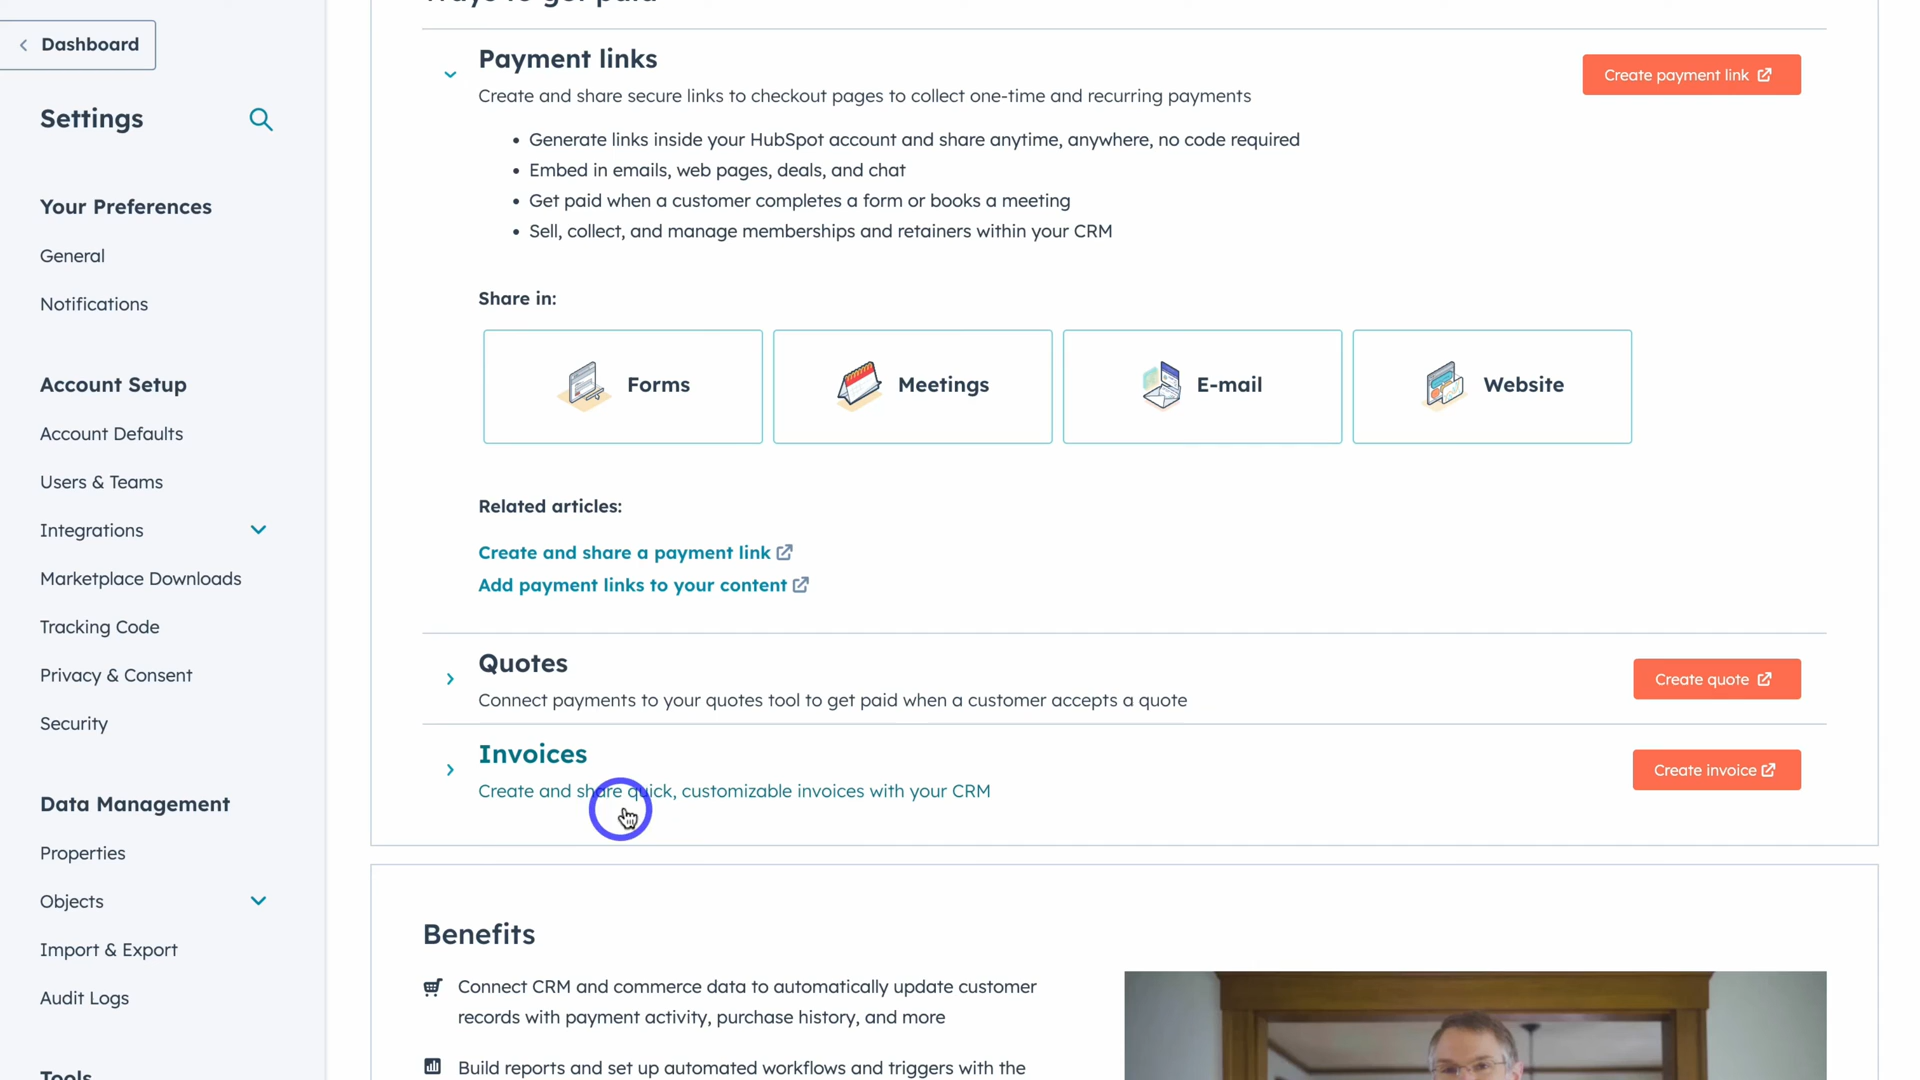 Dashboard
Settings
Your Preferences
General
Notifications
Account Setup
Account Defaults
Users & Teams
Integrations
Marketplace Downloads
Tracking Code
Privacy & Consent
Security
Data Management
Properties
Objects
Import & Export
Audit Logs
Tools
Ways to get paid
Payment links
Create and share secure links to checkout pages to collect one-time and recurring payments
Create payment link
• Generate links inside your HubSpot account and share anytime, anywhere, no code required
• Embed in emails, web pages, deals, and chat
• Get paid when a customer completes a form or books a meeting
• Sell, collect, and manage memberships and retainers within your CRM
Share in:
Forms
Meetings
E-mail
Website
Related articles:
Create and share a payment link
Add payment links to your content
Quotes
Connect payments to your quotes tool to get paid when a customer accepts a quote
Create quote
Invoices
Create and share quick, customizable invoices with your CRM
Create invoice
Benefits
Connect CRM and commerce data to automatically update customer
records with payment activity, purchase history, and more
Build reports and set up automated workflows and triggers with the